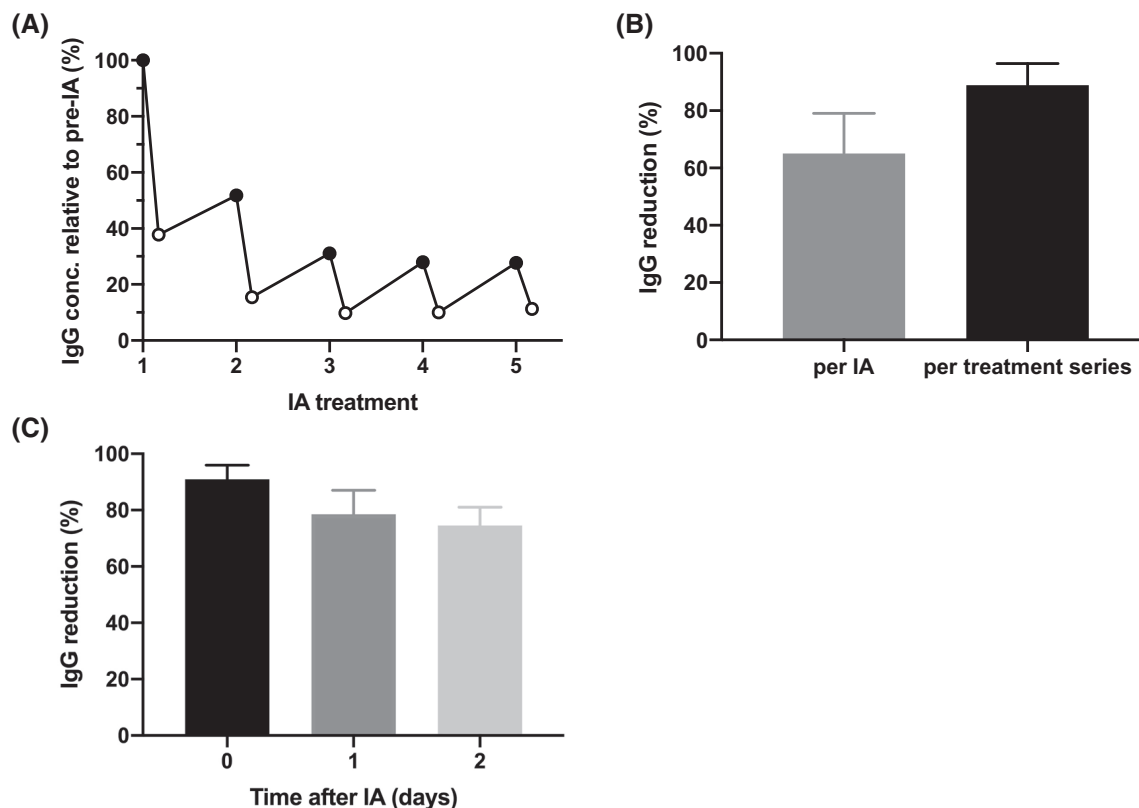 (A)
IgG conc. relative to pre-IA (%)
100
80
60
40
20
0
1 2 3 4 5
IA treatment
(B)
IgG reduction (%)
100
80
60
40
20
0
per IA per treatment series
(C)
IgG reduction (%)
100
80
60
40
20
0
0 1 2
Time after IA (days)